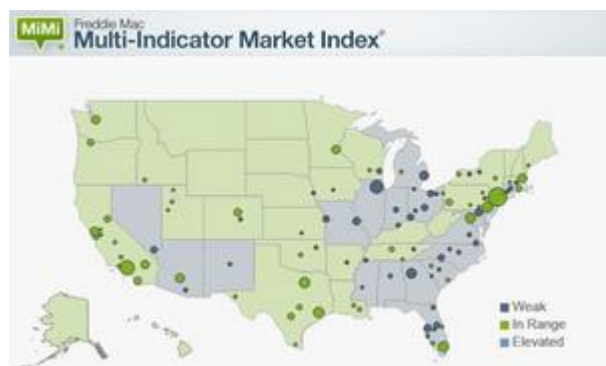 MiMi
Freddie Mac
Multi-Indicator Market Index®
Weak
In Range
Elevated